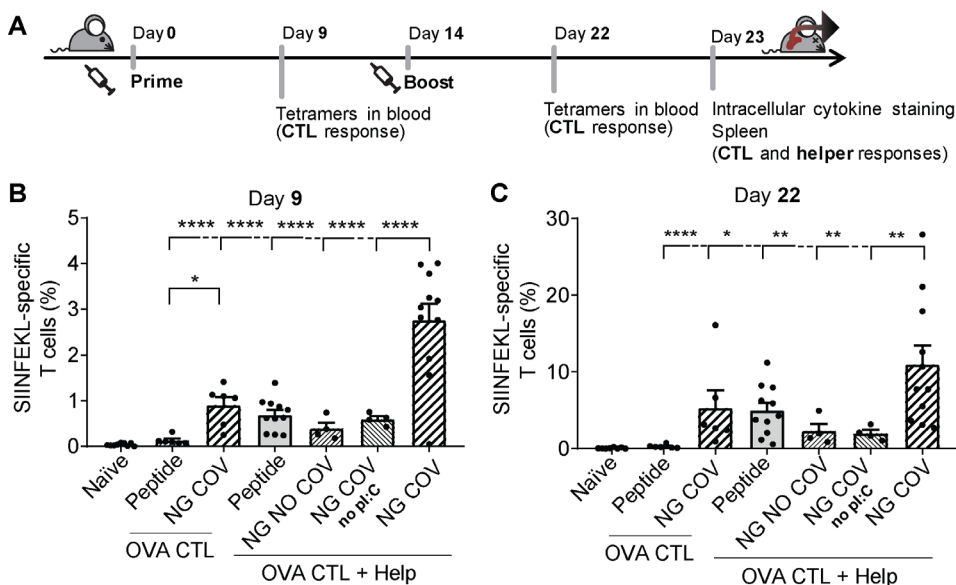 A
Day 0
Day 9
Day 14
Day 22
Day 23
Prime
Boost
Tetramers in blood
(CTL response)
Tetramers in blood
(CTL response)
Intracellular cytokine staining
Spleen
(CTL and helper responses)
B
Day 9
SIINFEKL-specific
T cells (%)
5
4
3
2
1
0
**** **** **** **** ****
*
Naïve
Peptide
NG COV
Peptide
NG NO COV
NG COV
no pI:C
NG COV
OVA CTL
OVA CTL + Help
C
Day 22
SIINFEKL-specific
T cells (%)
30
20
10
0
**** * ** ** **
Naïve
Peptide
NG COV
Peptide
NG NO COV
NG COV
no pI:C
NG COV
OVA CTL
OVA CTL + Help